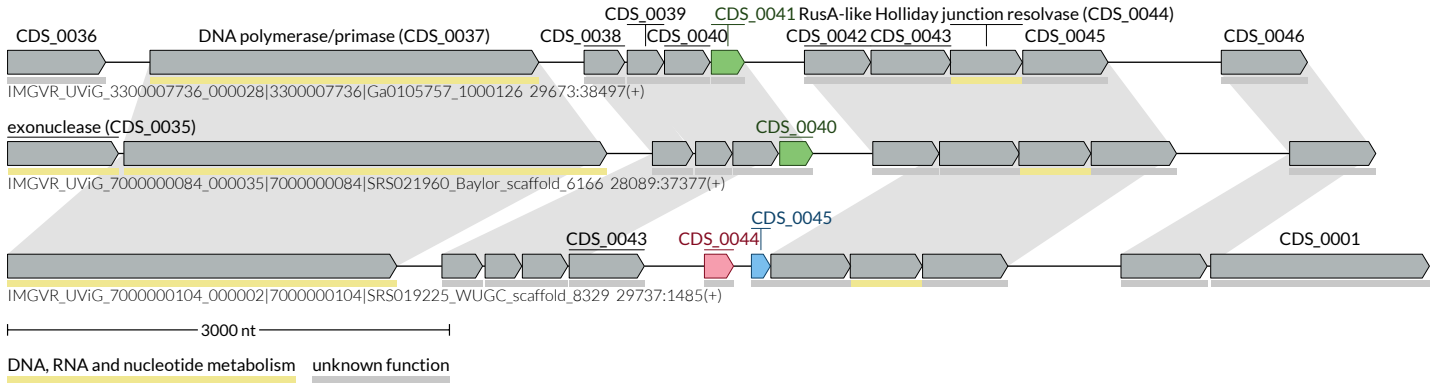 CDS_0039 CDS_0041 RusA-like Holliday junction resolvase (CDS_0044)
CDS_0036 DNA polymerase/primase (CDS_0037) CDS_0038 CDS_0040 CDS_0042 CDS_0043 CDS_0045 CDS_0046
IMGVR_UViG_3300007736_000028|3300007736|Ga0105757_1000126 29673:38497(+)
exonuclease (CDS_0035) CDS_0040
IMGVR_UViG_7000000084_000035|7000000084|SRS021960_Baylor_scaffold_6166 28089:37377(+)
CDS_0045
CDS_0043 CDS_0044 CDS_0001
IMGVR_UViG_7000000104_000002|7000000104|SRS019225_WUGC_scaffold_8329 29737:1485(+)
3000 nt
DNA, RNA and nucleotide metabolism unknown function